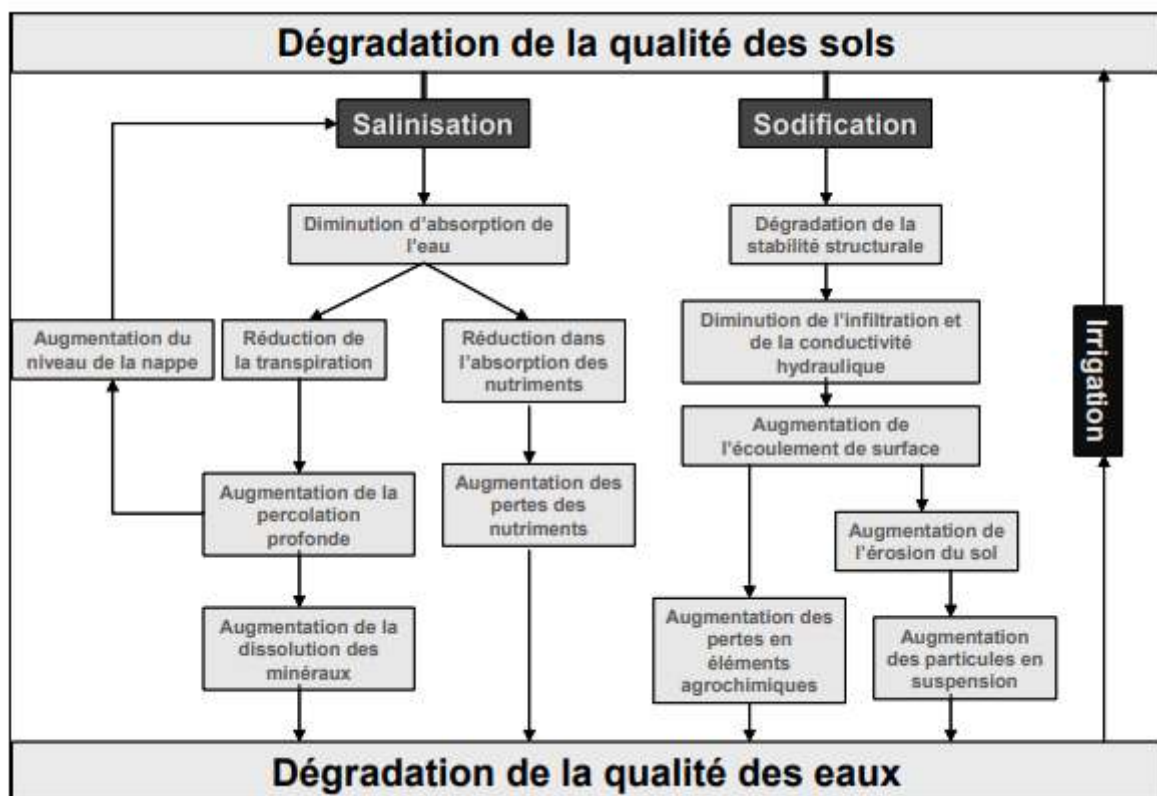 Dégradation de la qualité des sols
Salinisation
Sodification
Diminution d'absorption de
l'eau
Dégradation de la
stabilité structurale
Augmentation du
niveau de la nappe
Réduction de
la transpiration
Réduction dans
l'absorption des
nutriments
Diminution de l'infiltration et
de la conductivité
hydraulique
Irrigation
Augmentation de
l'écoulement de surface
Augmentation de la
percolation
profonde
Augmentation des
pertes des
nutriments
Augmentation de
l'érosion du sol
Augmentation de la
dissolution des
minéraux
Augmentation des
pertes en
éléments
agrochimiques
Augmentation
des particules en
suspension
Dégradation de la qualité des eaux